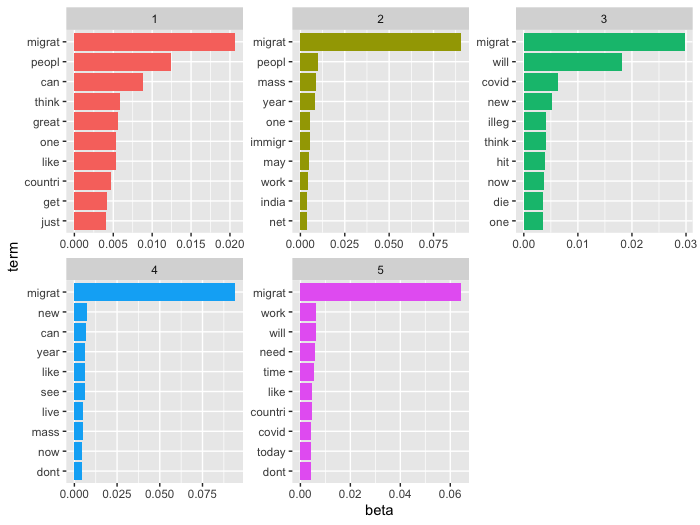 1
migrat
peopl
can
think
great
one
like
countri
get
just
0.000 0.005 0.010 0.015 0.020
2
migrat
peopl
mass
year
one
immigr
may
work
india
net
0.000 0.025 0.050 0.075
3
migrat
will
covid
new
illeg
think
hit
now
die
one
0.00 0.01 0.02 0.03
term
4
migrat
new
can
year
like
see
live
mass
now
dont
0.000 0.025 0.050 0.075
5
migrat
work
will
need
time
like
countri
covid
today
dont
0.00 0.02 0.04 0.06
beta